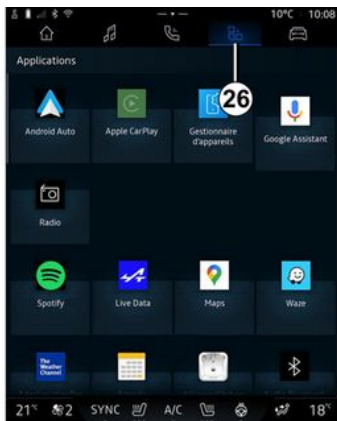 10°C 10:08
Applications
26
Android Auto Apple CarPlay Gestionnaire d'appareils Google Assistant
Radio
Spotify Live Data Maps Waze
The Weather Channel
21°C 2 SYNC A/C 18°C